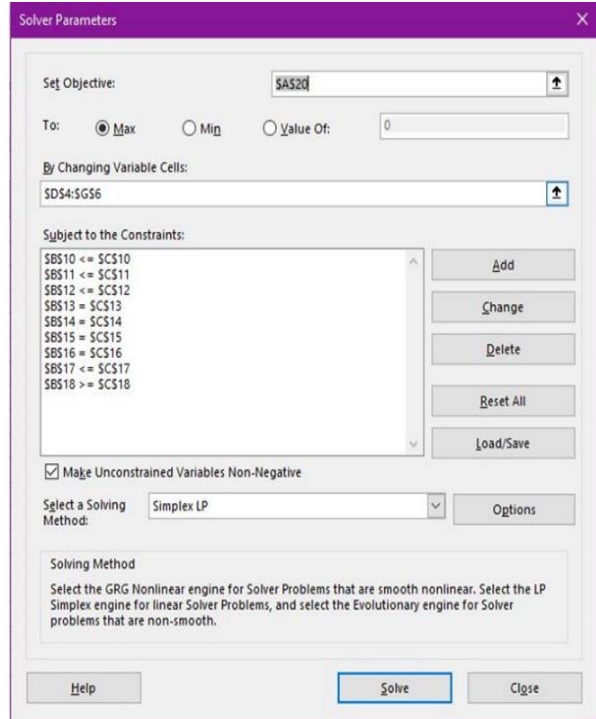 Solver Parameters
Set Objective:
$A$20
To:
Max
Min
Value Of:
0
By Changing Variable Cells:
$D$4:$G$6
Subject to the Constraints:
$B$10 <= $C$10
$B$11 <= $C$11
$B$12 <= $C$12
$B$13 = $C$13
$B$14 = $C$14
$B$15 = $C$15
$B$16 = $C$16
$B$17 <= $C$17
$B$18 >= $C$18
Add
Change
Delete
Reset All
Load/Save
Make Unconstrained Variables Non-Negative
Select a Solving
Method:
Simplex LP
Options
Solving Method
Select the GRG Nonlinear engine for Solver Problems that are smooth nonlinear. Select the LP
Simplex engine for linear Solver Problems, and select the Evolutionary engine for Solver
problems that are non-smooth.
Help
Solve
Close